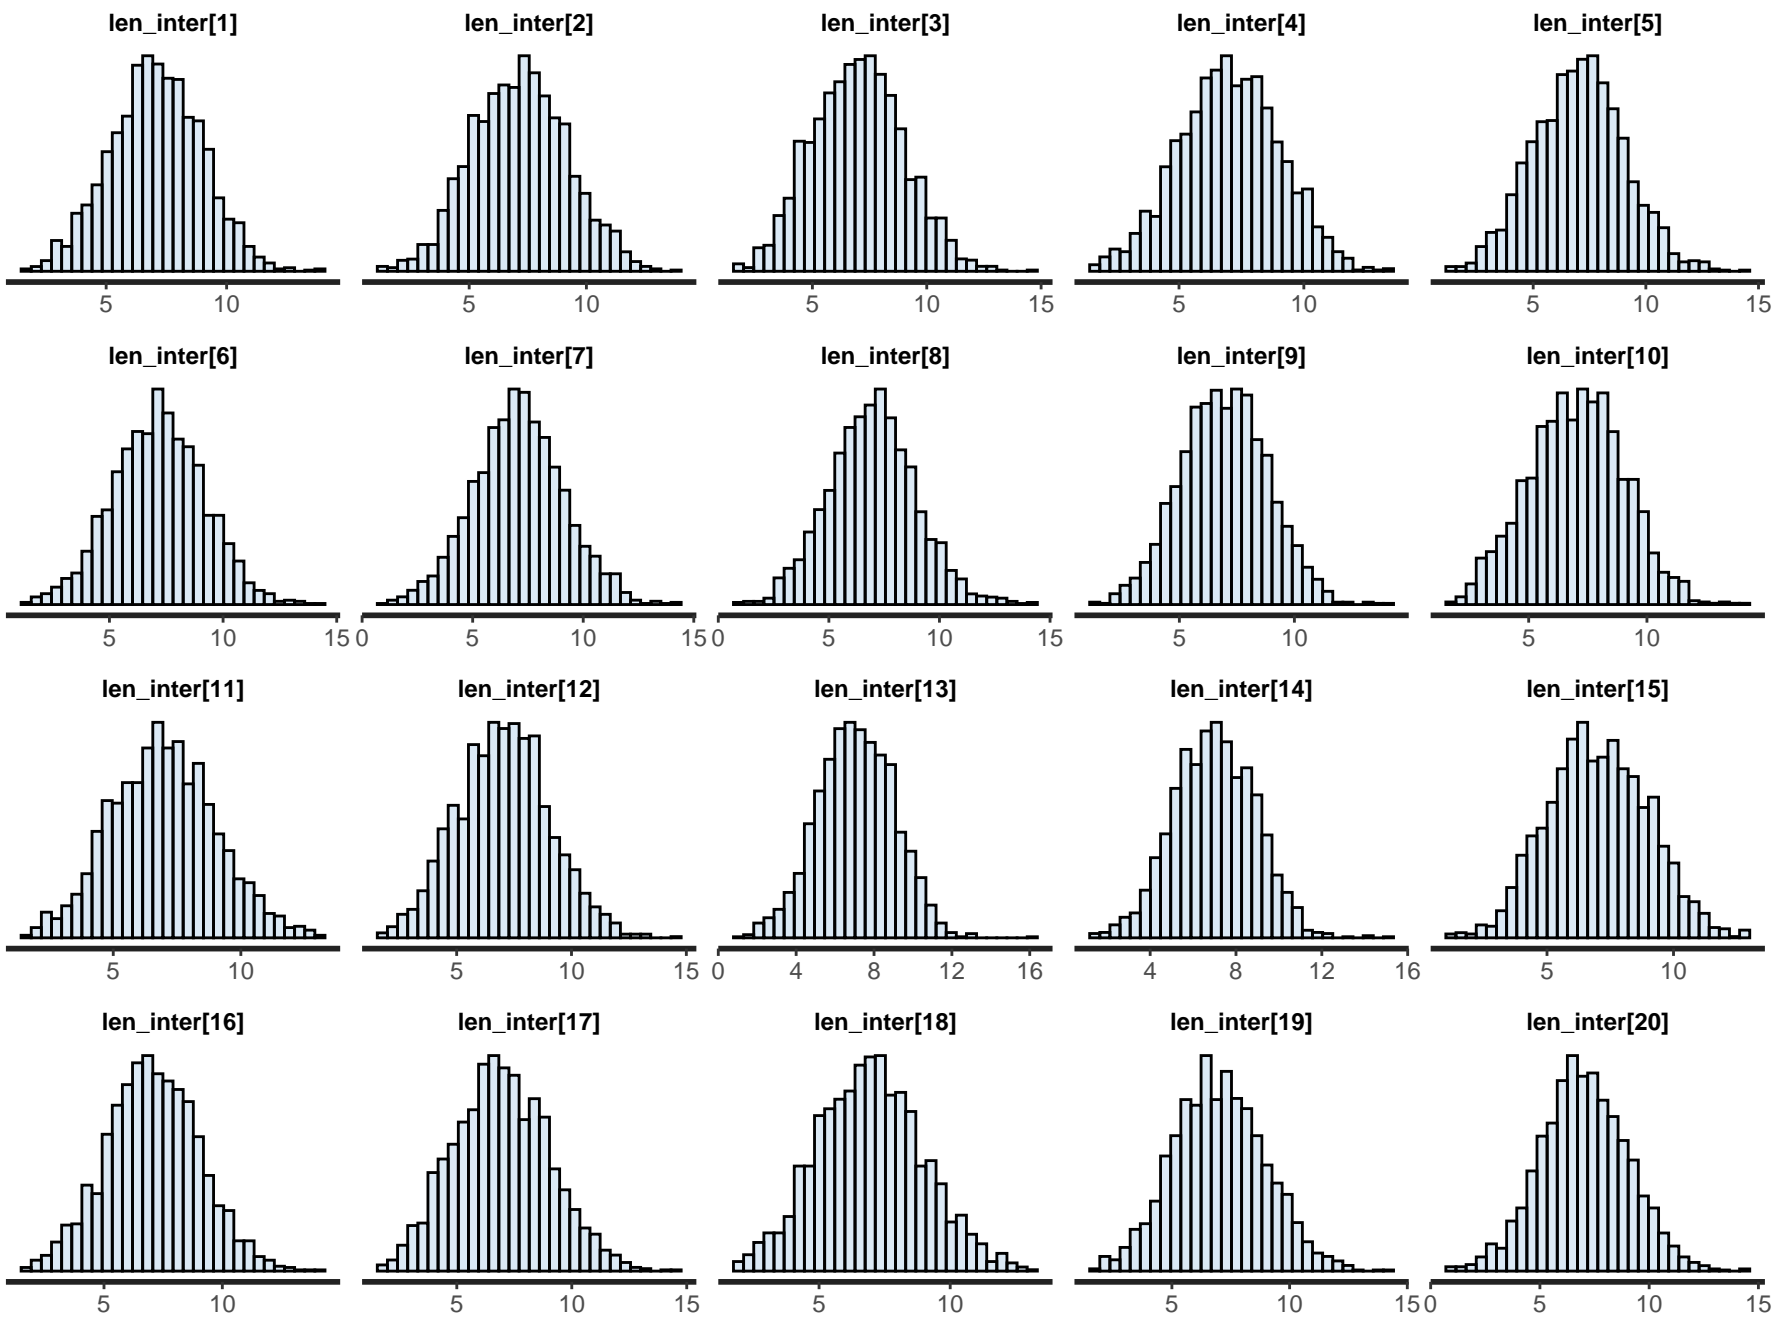 len_inter[1] len_inter[2] len_inter[3] len_inter[4] len_inter[5]
5 10 5 10 5 10 15 5 10 5 10 15
len_inter[6] len_inter[7] len_inter[8] len_inter[9] len_inter[10]
5 10 15 0 5 10 15 0 5 10 15 5 10 5 10
len_inter[11] len_inter[12] len_inter[13] len_inter[14] len_inter[15]
5 10 5 10 15 0 4 8 12 16 4 8 12 16 5 10
len_inter[16] len_inter[17] len_inter[18] len_inter[19] len_inter[20]
5 10 5 10 15 5 10 5 10 15 0 5 10 15